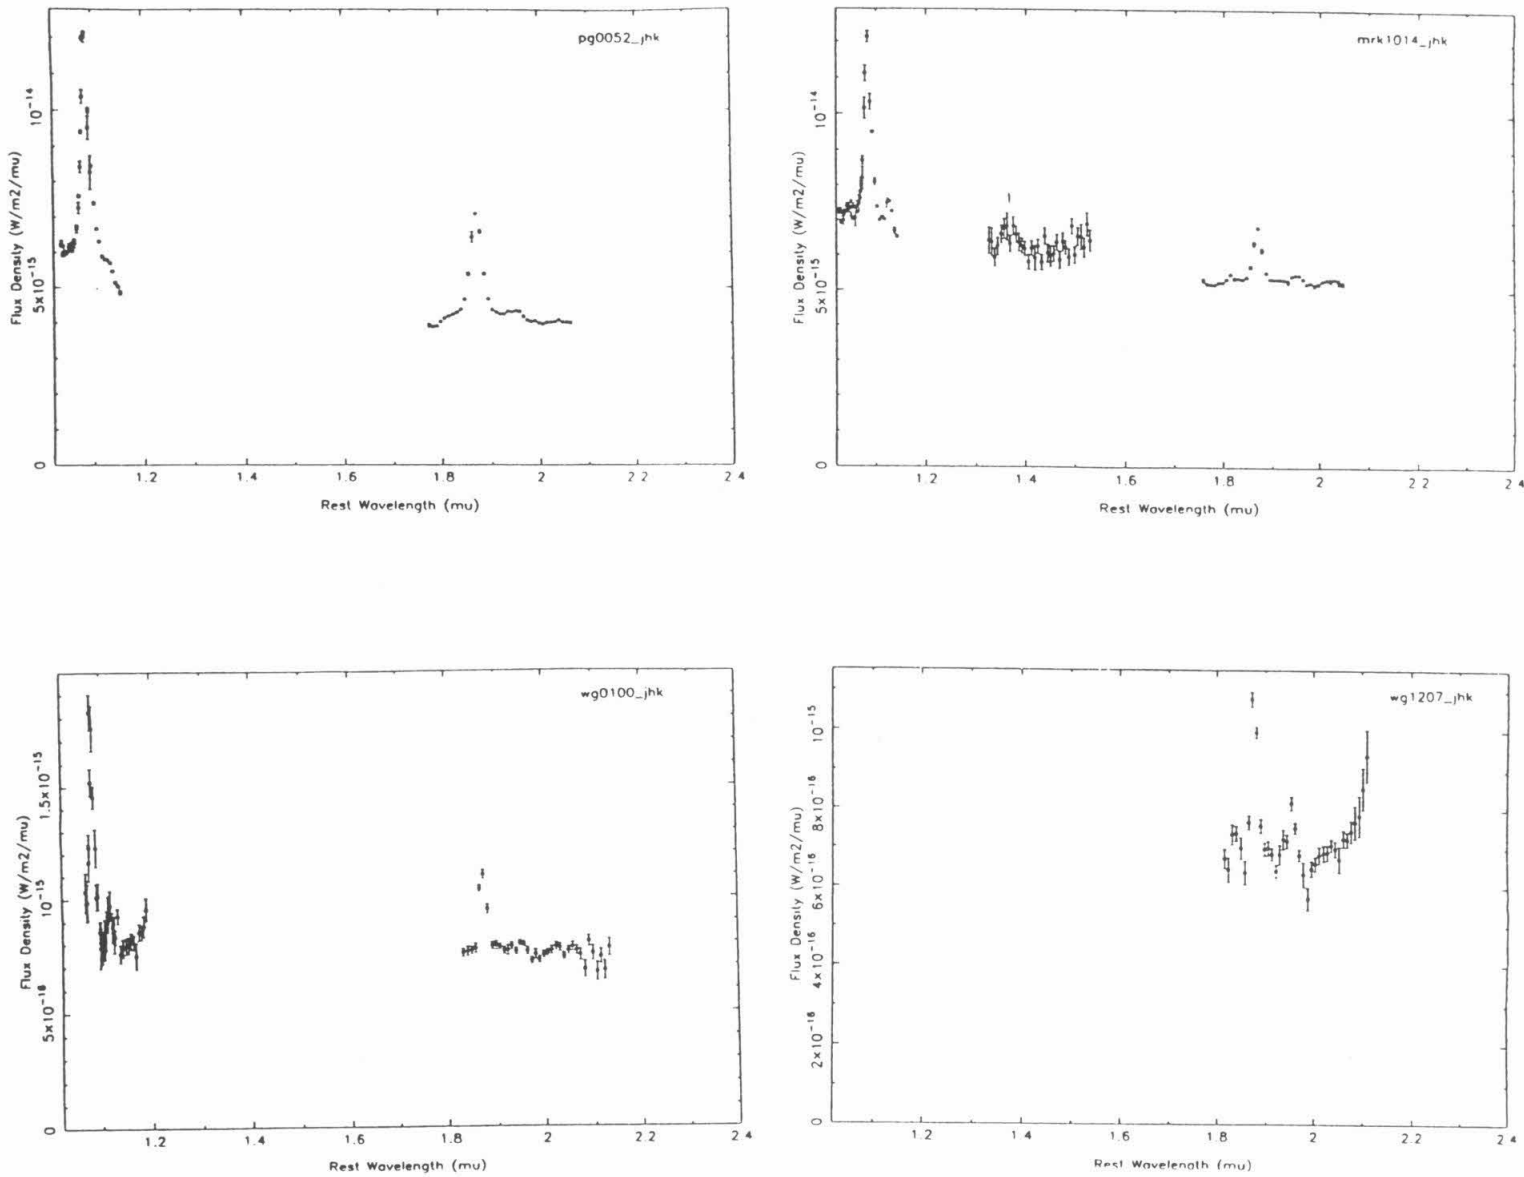 pg0052_jhk
Flux Density (W/m2/mu)
10⁻¹⁴
5x10⁻¹⁵
0
1.2 1.4 1.6 1.8 2 2.2 2 4
Rest Wavelength (mu)
mrk1014_jhk
Flux Density (W/m2/mu)
10⁻¹⁴
5x10⁻¹⁵
0
1.2 1.4 1.6 1.8 2 2 2 2 4
Rest Wavelength (mu)
wg0100_jhk
Flux Density (W/m2/mu)
1.5x10⁻¹⁵
10⁻¹⁵
5x10⁻¹⁶
0
1.2 1.4 1.6 1.8 2 2.2 2 4
Rest Wavelength (mu)
wg1207_jhk
Flux Density (W/m2/mu)
10⁻¹⁵
8x10⁻¹⁶
6x10⁻¹⁶
4x10⁻¹⁶
2x10⁻¹⁶
0
1.2 1.4 1.6 1.8 2 2.2 2 4
Rest Wavelength (mu)